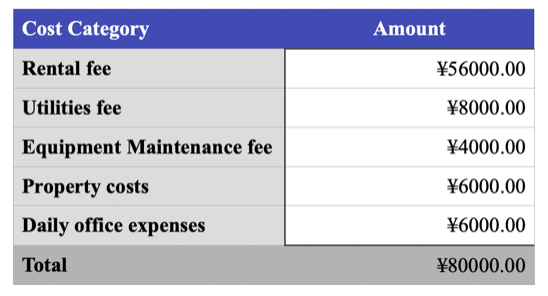 Cost Category Amount
Rental fee ¥56000.00
Utilities fee ¥8000.00
Equipment Maintenance fee ¥4000.00
Property costs ¥6000.00
Daily office expenses ¥6000.00
Total ¥80000.00